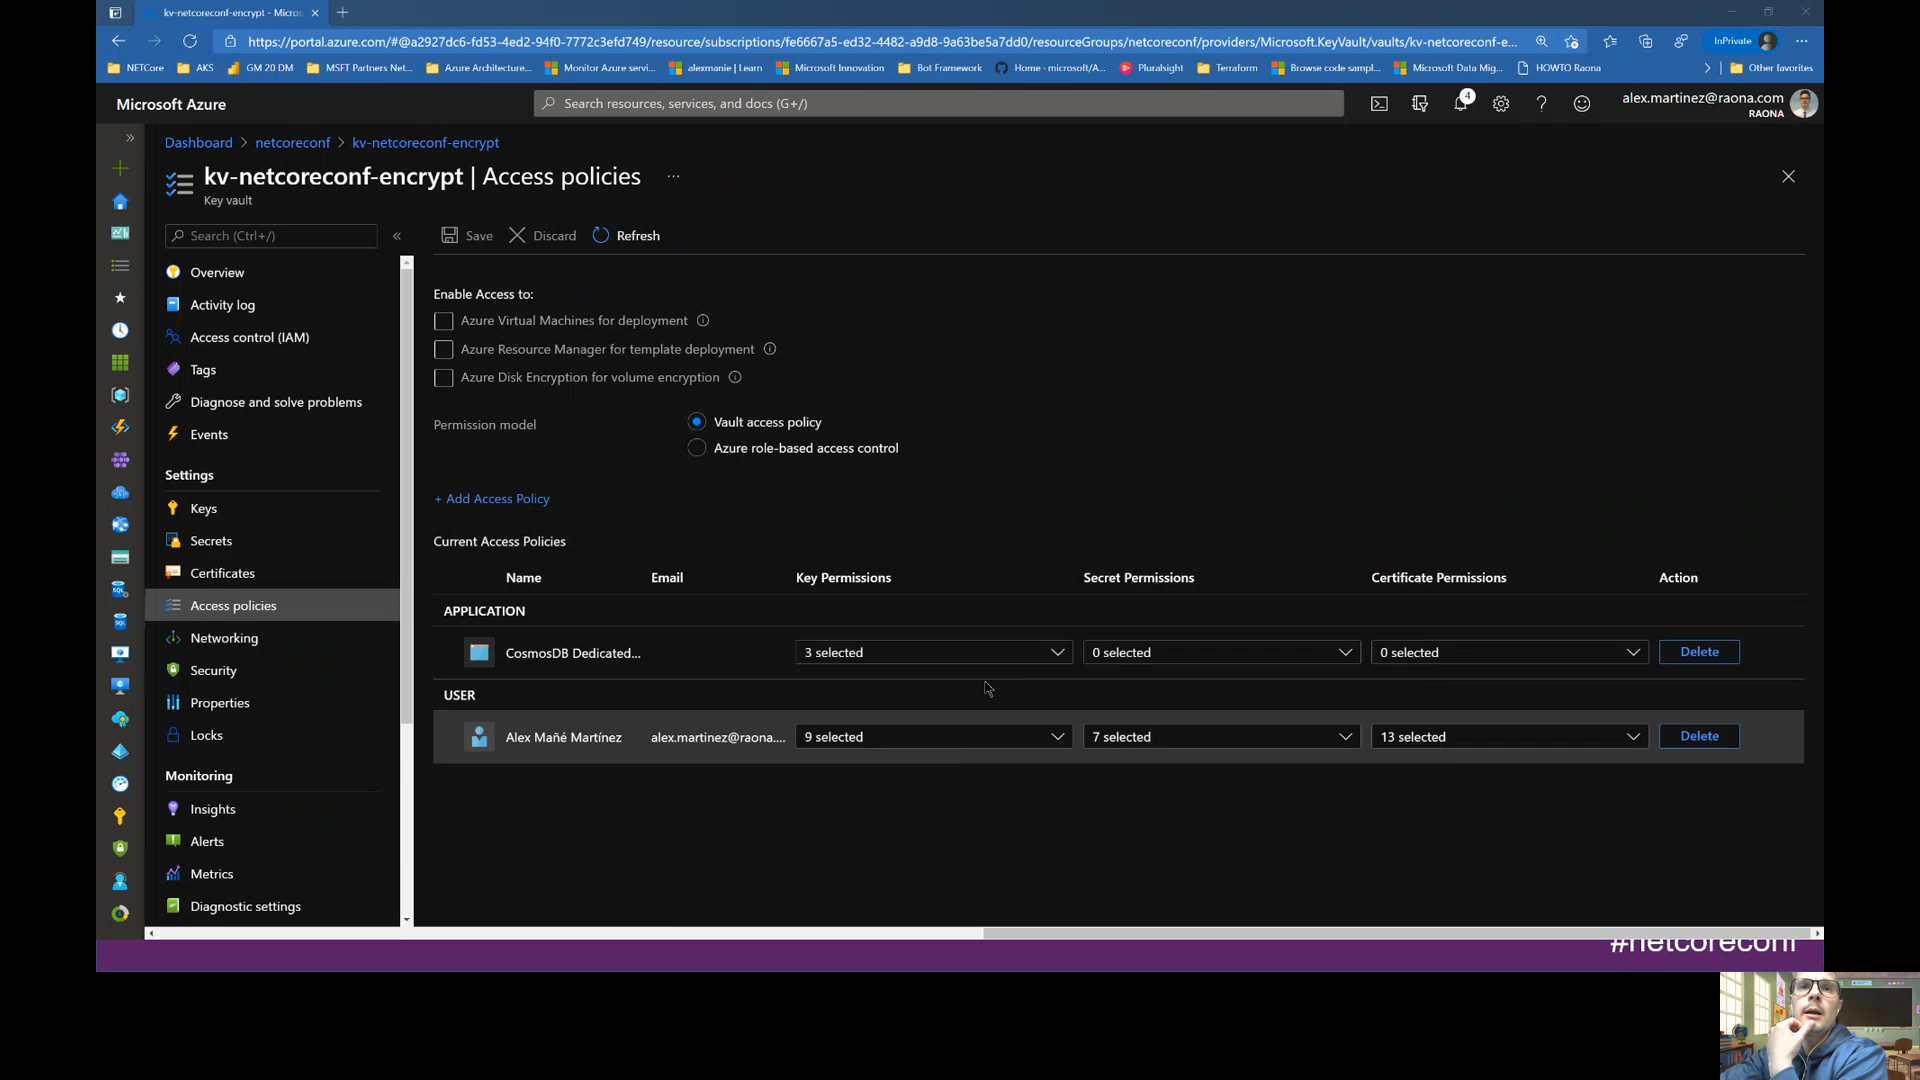 kv-netcoreconf-encrypt - Micros
https://portal.azure.com/#@a2927dc6-fd53-4ed2-94f0-7772c3efd749/resource/subscriptions/fe6667a5-ed32-4482-a9d8-9a63be5a7dd0/resourceGroups/netcoreconf/providers/Microsoft.KeyVault/vaults/kv-netcoreconf-e...
InPrivate
NETCore
AKS
GM 20 DM
MSFT Partners Net...
Azure Architecture...
Monitor Azure servi...
alexmanie | Learn
Microsoft Innovation
Bot Framework
Home · microsoft/A...
Pluralsight
Terraform
Browse code sampl...
Microsoft Data Mig...
HOWTO Raona
Other favorites
Microsoft Azure
Search resources, services, and docs (G+/)
4
alex.martinez@raona.com
RAONA
Dashboard > netcoreconf > kv-netcoreconf-encrypt
kv-netcoreconf-encrypt | Access policies ...
Key vault
Search (Ctrl+/)
Save
Discard
Refresh
Overview
Activity log
Access control (IAM)
Tags
Diagnose and solve problems
Events
Settings
Keys
Secrets
Certificates
Access policies
Networking
Security
Properties
Locks
Monitoring
Insights
Alerts
Metrics
Diagnostic settings
Enable Access to:
Azure Virtual Machines for deployment
Azure Resource Manager for template deployment
Azure Disk Encryption for volume encryption
Permission model
Vault access policy
Azure role-based access control
+ Add Access Policy
Current Access Policies
Name Email Key Permissions Secret Permissions Certificate Permissions Action
APPLICATION
CosmosDB Dedicated... 3 selected 0 selected 0 selected Delete
USER
Alex Mañé Martínez alex.martinez@raona.... 9 selected 7 selected 13 selected Delete
#netcoreconf